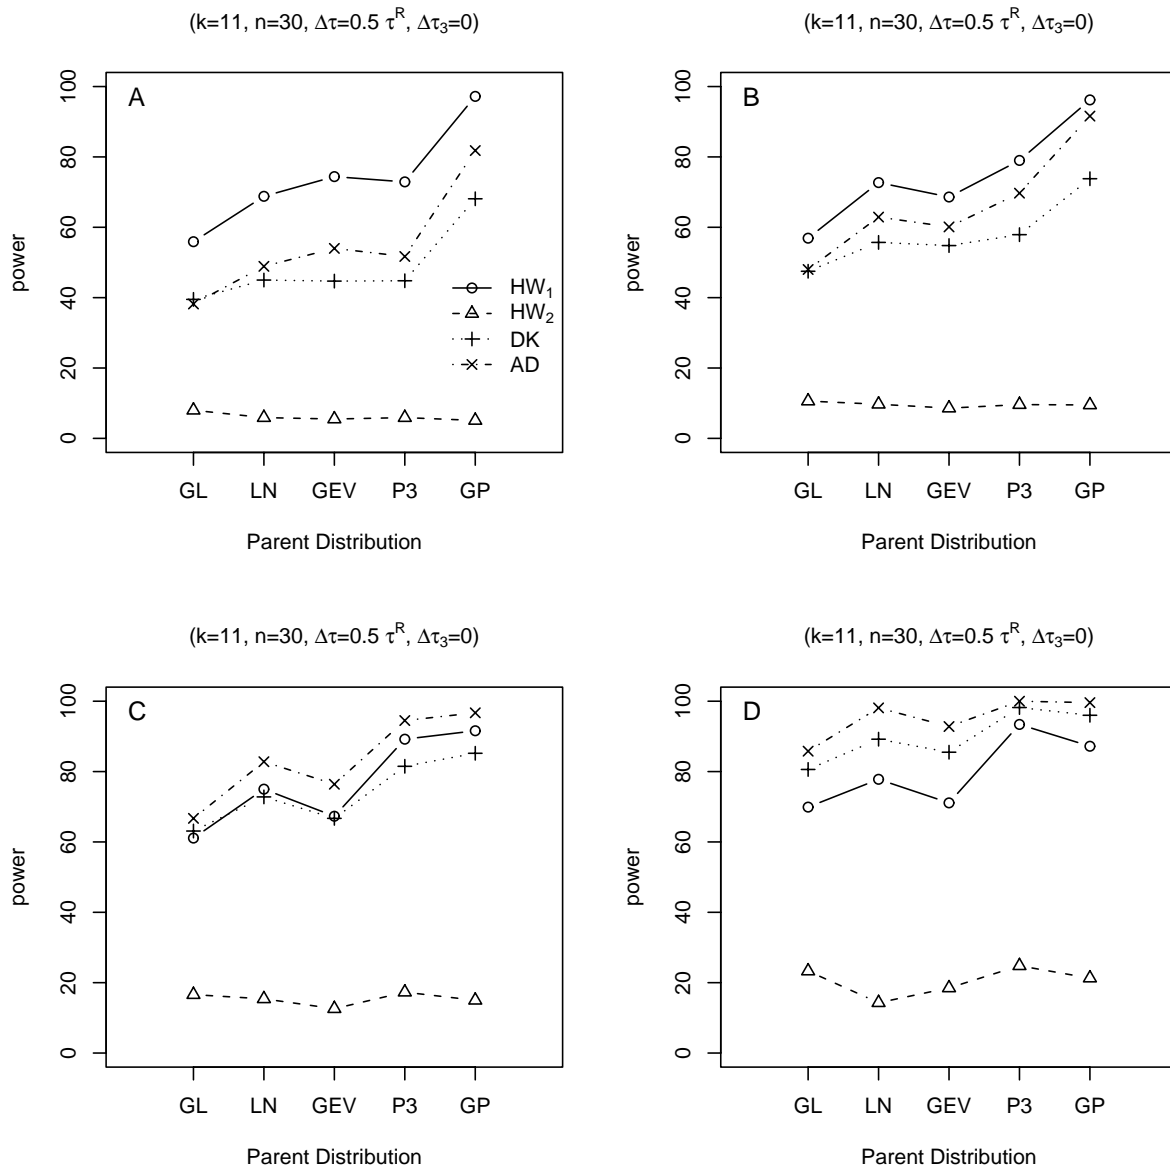 (k=11, n=30, Δτ=0.5 τ^R, Δτ₃=0)
A
100
80
60
40
20
0
power
HW₁
HW₂
DK
AD
GL LN GEV P3 GP
Parent Distribution
(k=11, n=30, Δτ=0.5 τ^R, Δτ₃=0)
B
100
80
60
40
20
0
power
GL LN GEV P3 GP
Parent Distribution
(k=11, n=30, Δτ=0.5 τ^R, Δτ₃=0)
C
100
80
60
40
20
0
power
GL LN GEV P3 GP
Parent Distribution
(k=11, n=30, Δτ=0.5 τ^R, Δτ₃=0)
D
100
80
60
40
20
0
power
GL LN GEV P3 GP
Parent Distribution